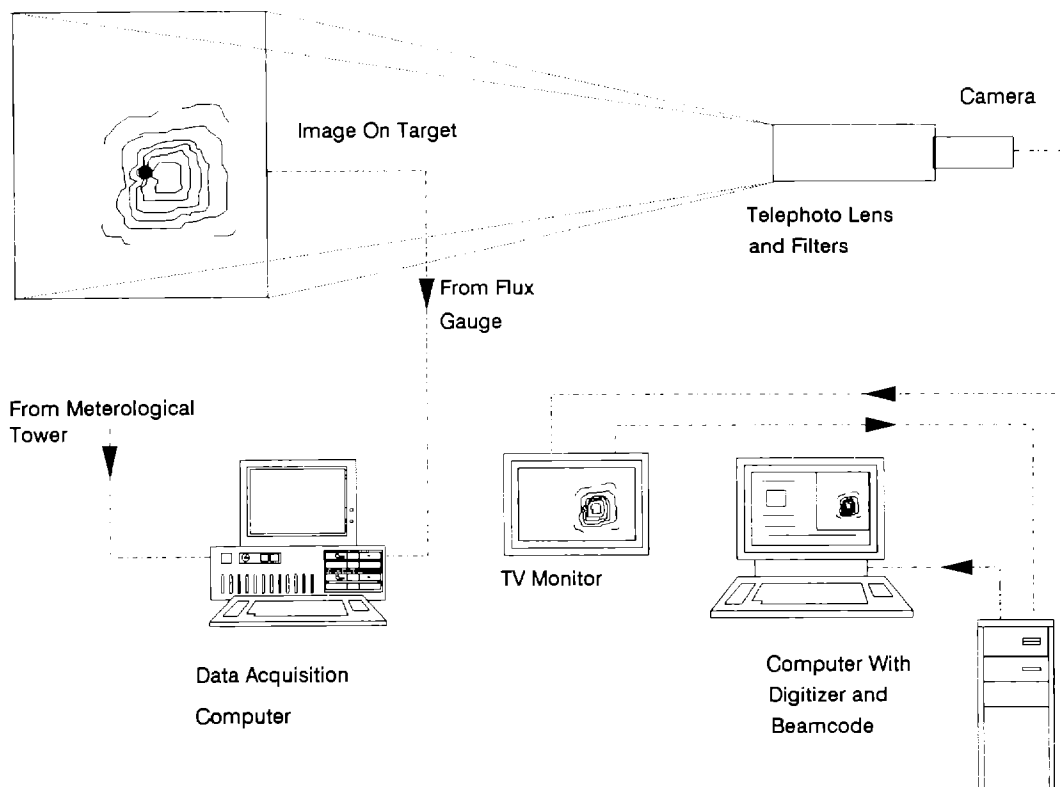 Camera
Image On Target
Telephoto Lens
and Filters
From Flux
Gauge
From Meterological
Tower
TV Monitor
Data Acquisition
Computer
Computer With
Digitizer and
Beamcode